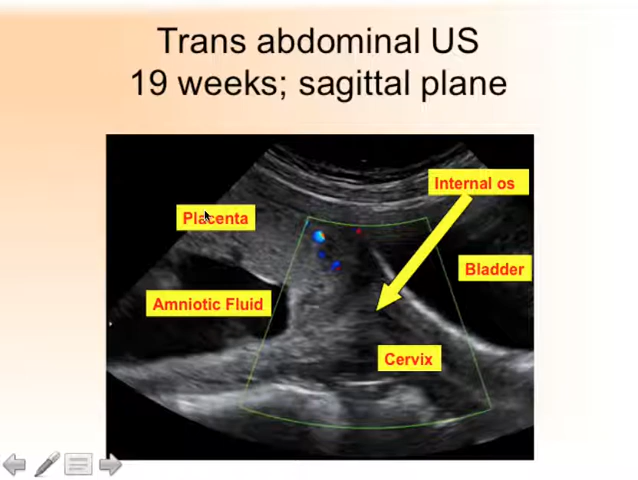 Trans abdominal US
19 weeks; sagittal plane
Internal os
Placenta
Bladder
Amniotic Fluid
Cervix